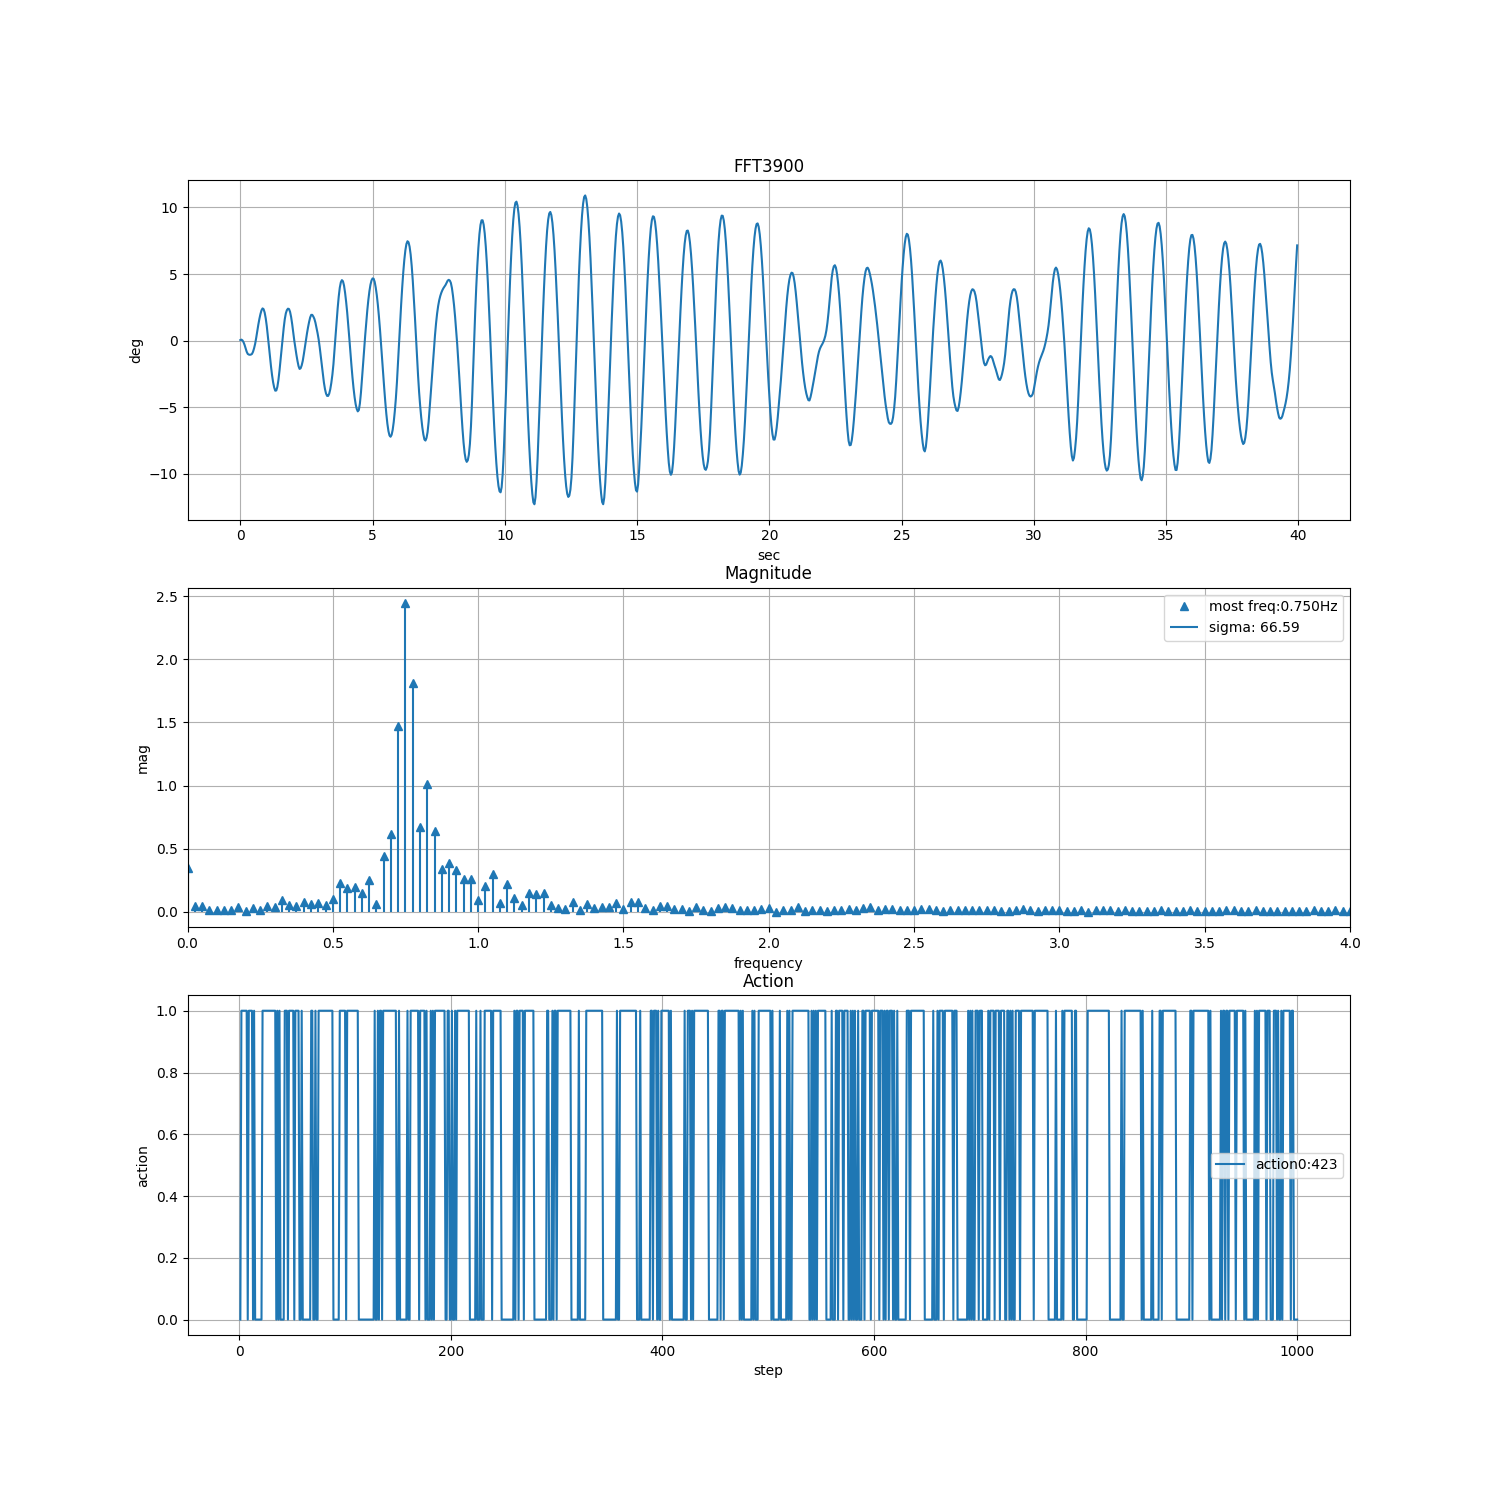 FFT3900
10
5
0
−5
−10
deg
0 5 10 15 20 25 30 35 40
sec
Magnitude
2.5
2.0
1.5
1.0
0.5
0.0
mag
most freq:0.750Hz
sigma: 66.59
0.0 0.5 1.0 1.5 2.0 2.5 3.0 3.5 4.0
frequency
Action
1.0
0.8
0.6
0.4
0.2
0.0
action
action0:423
0 200 400 600 800 1000
step